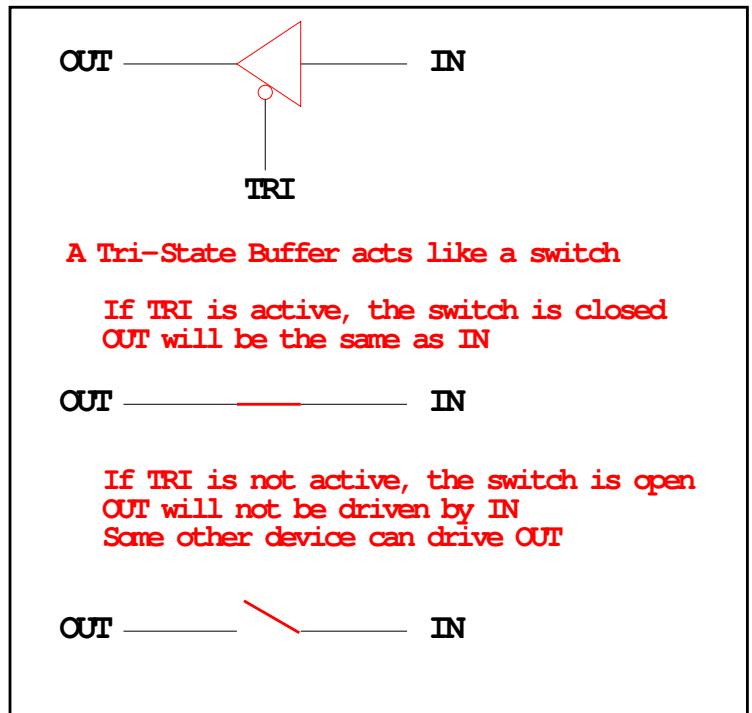 OUT IN
TRI
A Tri-State Buffer acts like a switch
If TRI is active, the switch is closed
OUT will be the same as IN
OUT IN
If TRI is not active, the switch is open
OUT will not be driven by IN
Some other device can drive OUT
OUT IN